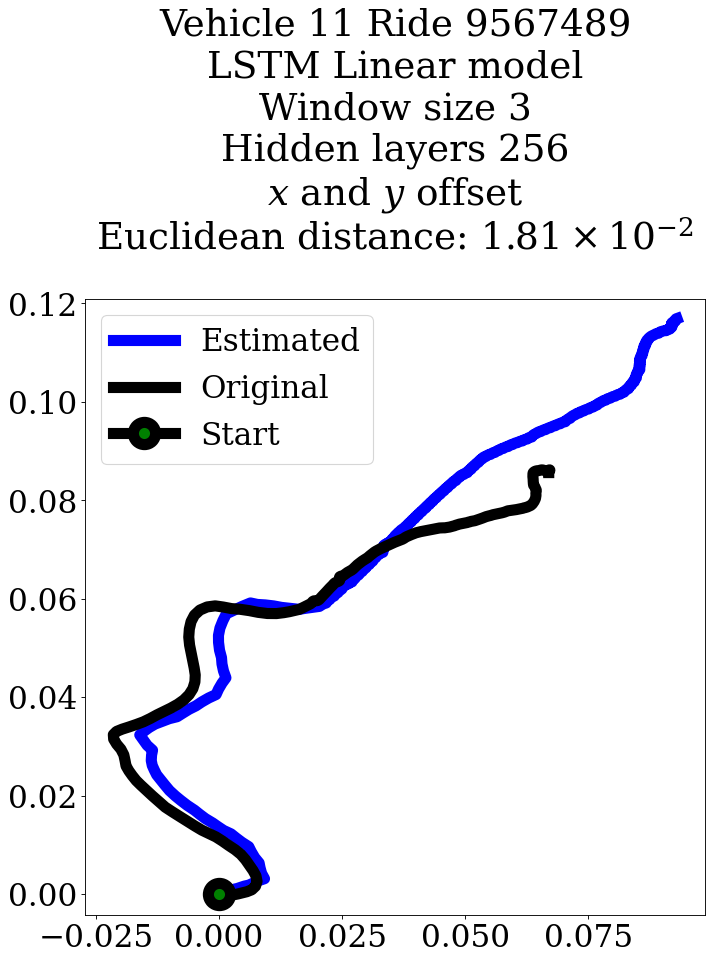 Vehicle 11 Ride 9567489
LSTM Linear model
Window size 3
Hidden layers 256
x and y offset
Euclidean distance: 1.81 × 10⁻²
0.12
0.10
0.08
0.06
0.04
0.02
0.00
Estimated
Original
Start
−0.025 0.000 0.025 0.050 0.075